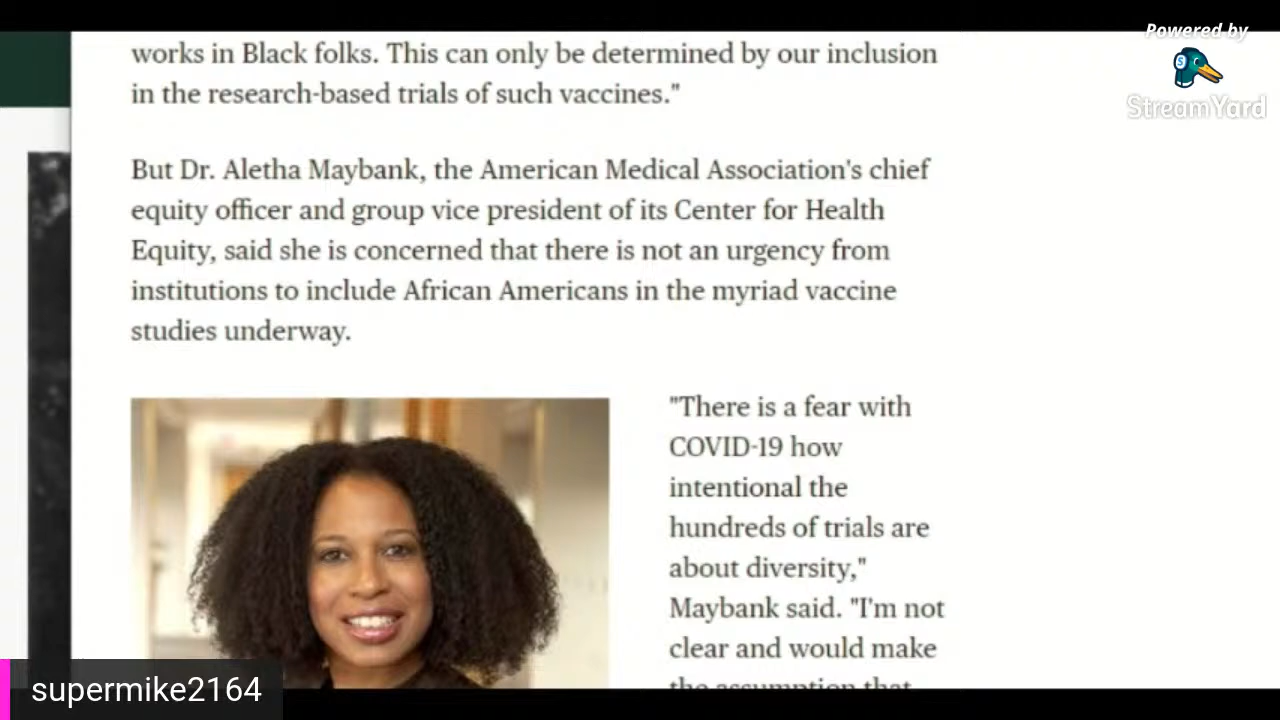 Powered by
StreamYard
works in Black folks. This can only be determined by our inclusion
in the research-based trials of such vaccines."
But Dr. Aletha Maybank, the American Medical Association's chief
equity officer and group vice president of its Center for Health
Equity, said she is concerned that there is not an urgency from
institutions to include African Americans in the myriad vaccine
studies underway.
"There is a fear with
COVID-19 how
intentional the
hundreds of trials are
about diversity,"
Maybank said. "I'm not
clear and would make
the assumption that
supermike2164